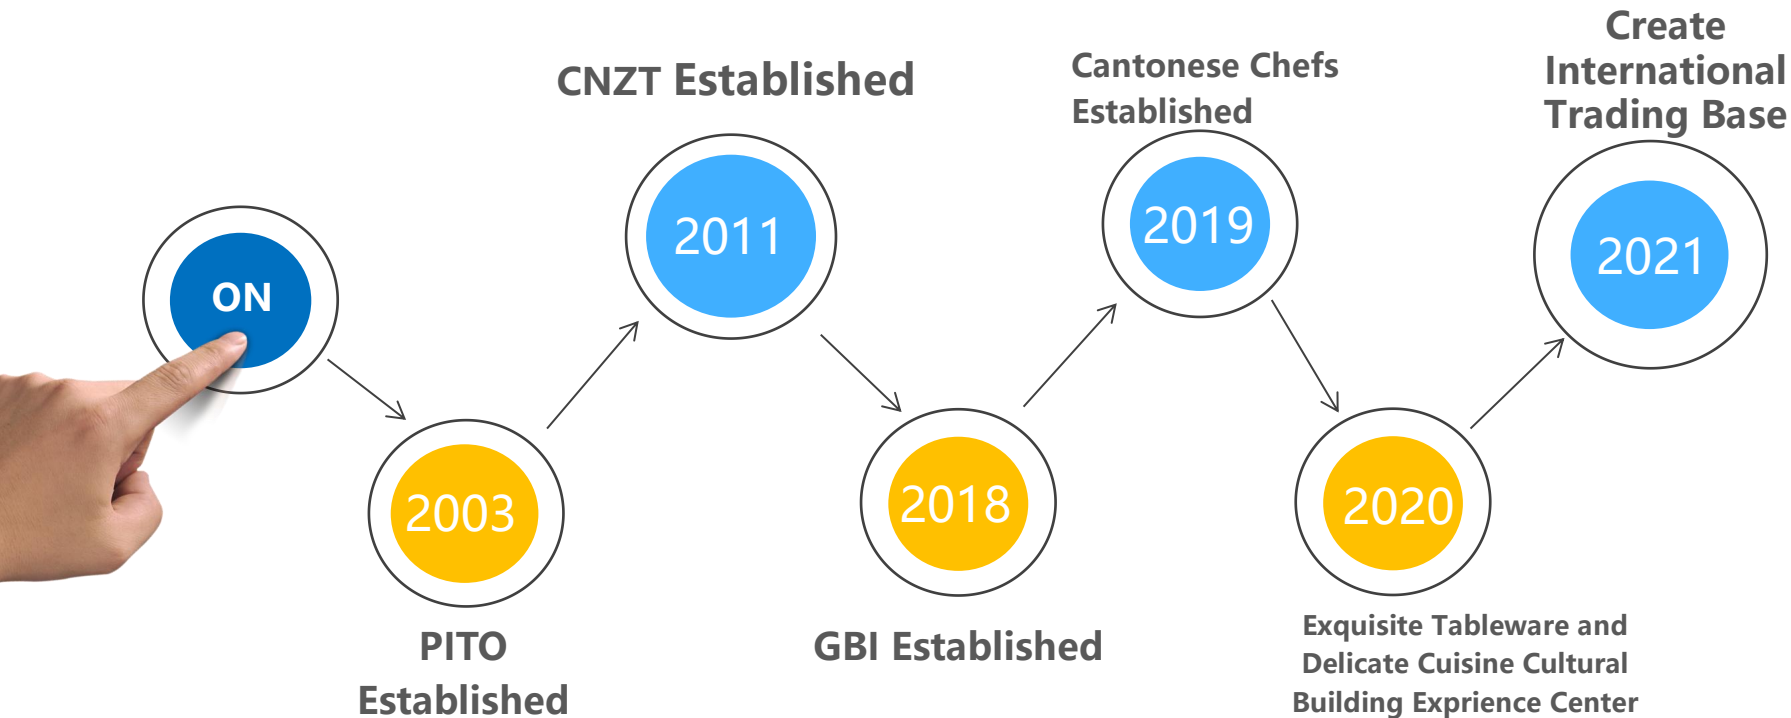 ON
2003
PITO
Established
CNZT Established
2011
2018
GBI Established
Cantonese Chefs
Established
2019
2020
Exquisite Tableware and
Delicate Cuisine Cultural
Building Exprience Center
Create
International
Trading Base
2021